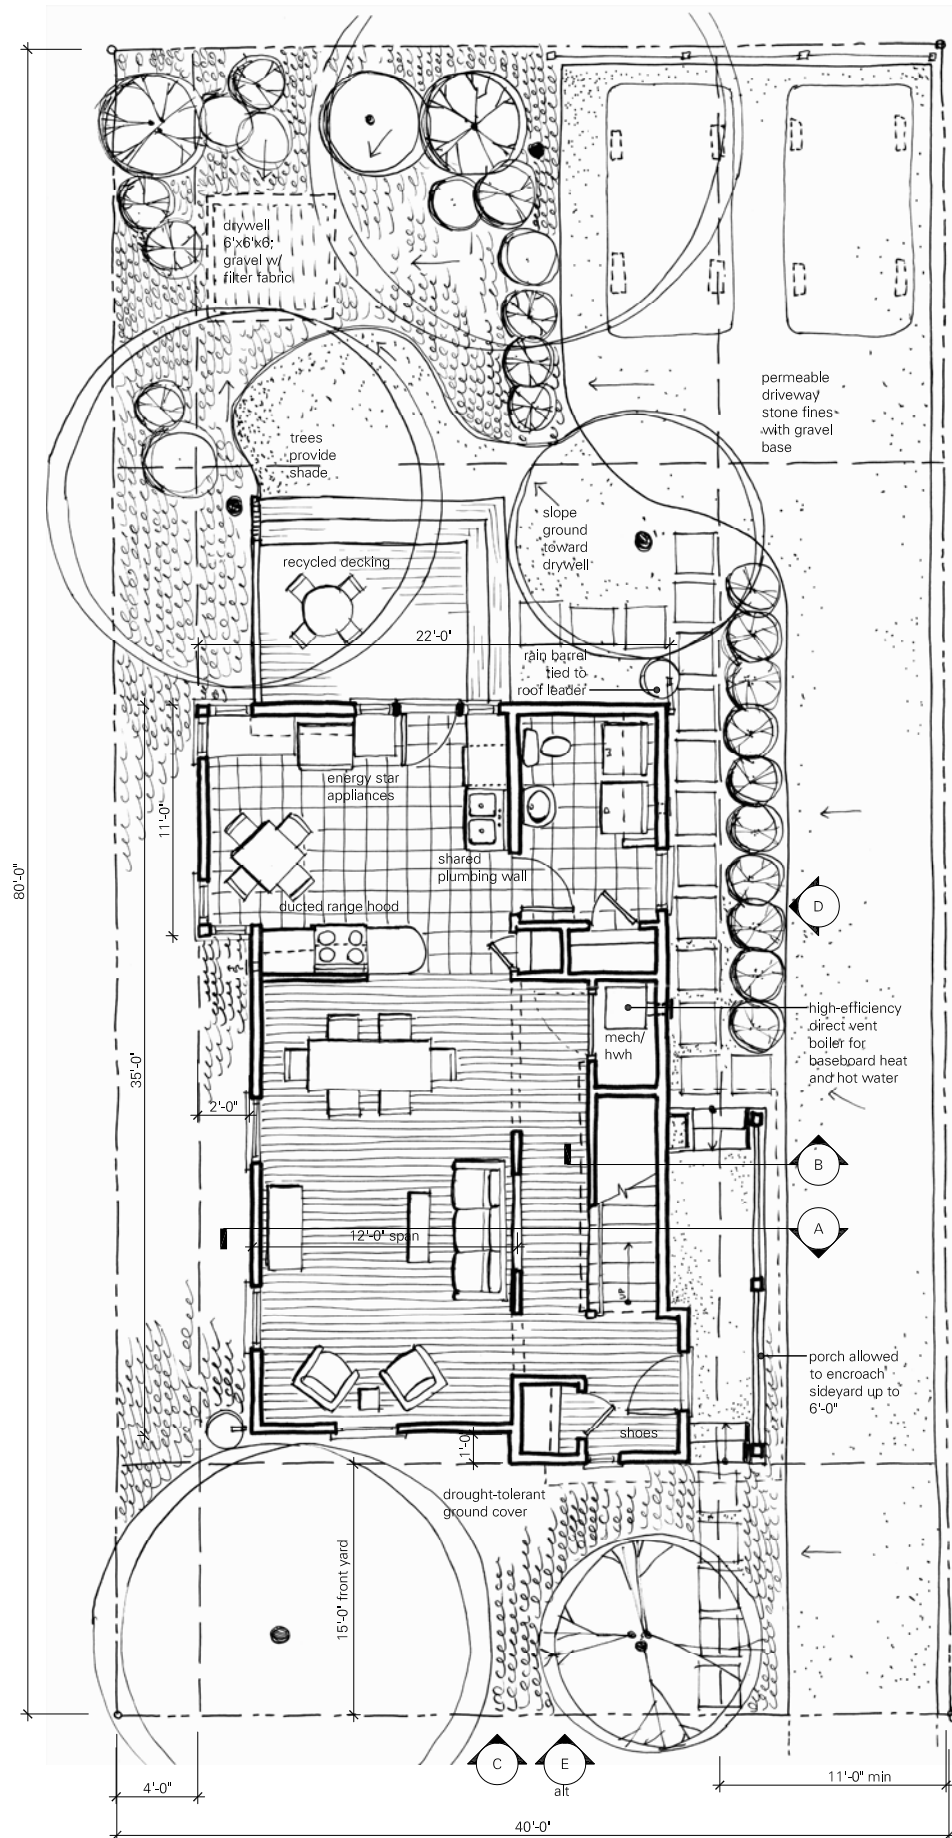 drywell
6'x6'x6;
gravel w/
filter fabric
permeable
driveway
stone fines
with gravel
base
trees
provide
shade
slope
ground
toward
drywell
recycled decking
22'-0"
rain barrel
tied to
roof leader
energy star
appliances
11'-0"
80'-0"
shared
plumbing wall
ducted range hood
D
high-efficiency
direct vent
boiler for
baseboard heat
and hot water
mech/
hwh
35'-0"
2'-0"
B
A
12'-0" span
UP
porch allowed
to encroach
sideyard up to
6'-0"
shoes
1'-0"
drought-tolerant
ground cover
15'-0" front yard
C
E
alt
4'-0"
11'-0" min
40'-0"